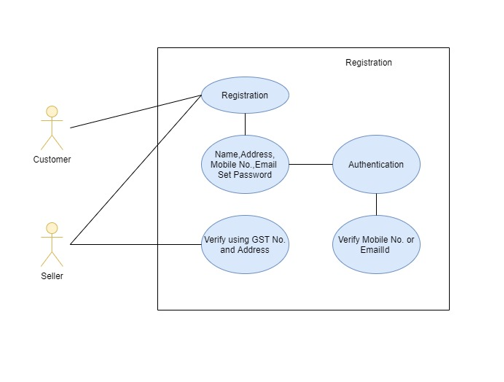 Registration
Registration
Customer
Name,Address,
Mobile No.,Email
Set Password
Authentication
Seller
Verify using GST No.
and Address
Verify Mobile No. or
EmailId